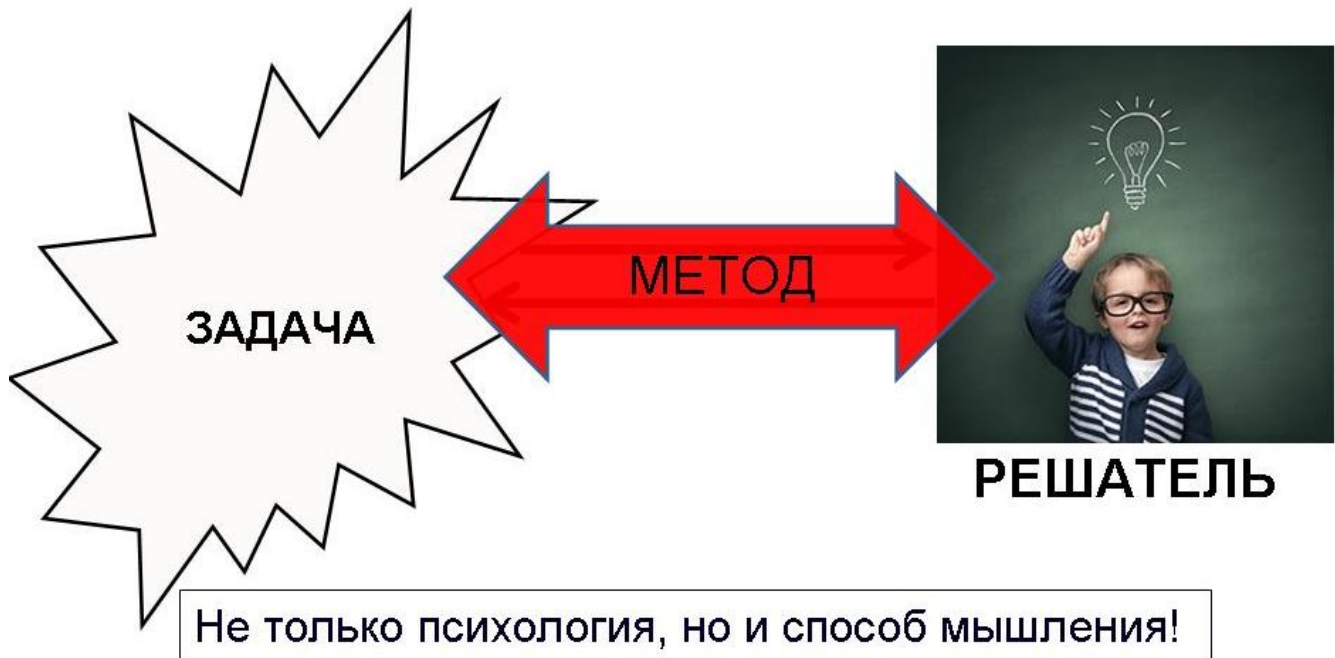 МЕТОД
ЗАДАЧА
РЕШАТЕЛЬ
Не только психология, но и способ мышления!